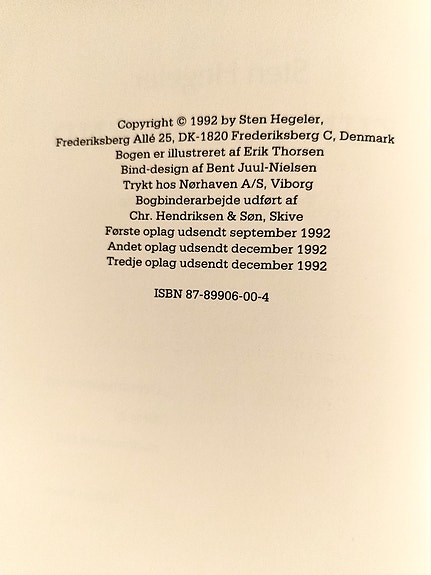 Copyright © 1992 by Sten Hegeler,
Frederiksberg Allé 25, DK-1820 Frederiksberg C, Denmark
Bogen er illustreret af Erik Thorsen
Bind-design af Bent Juul-Nielsen
Trykt hos Nørhaven A/S, Viborg
Bogbinderarbejde udført af
Chr. Hendriksen & Søn, Skive
Første oplag udsendt september 1992
Andet oplag udsendt december 1992
Tredje oplag udsendt december 1992
ISBN 87-89906-00-4